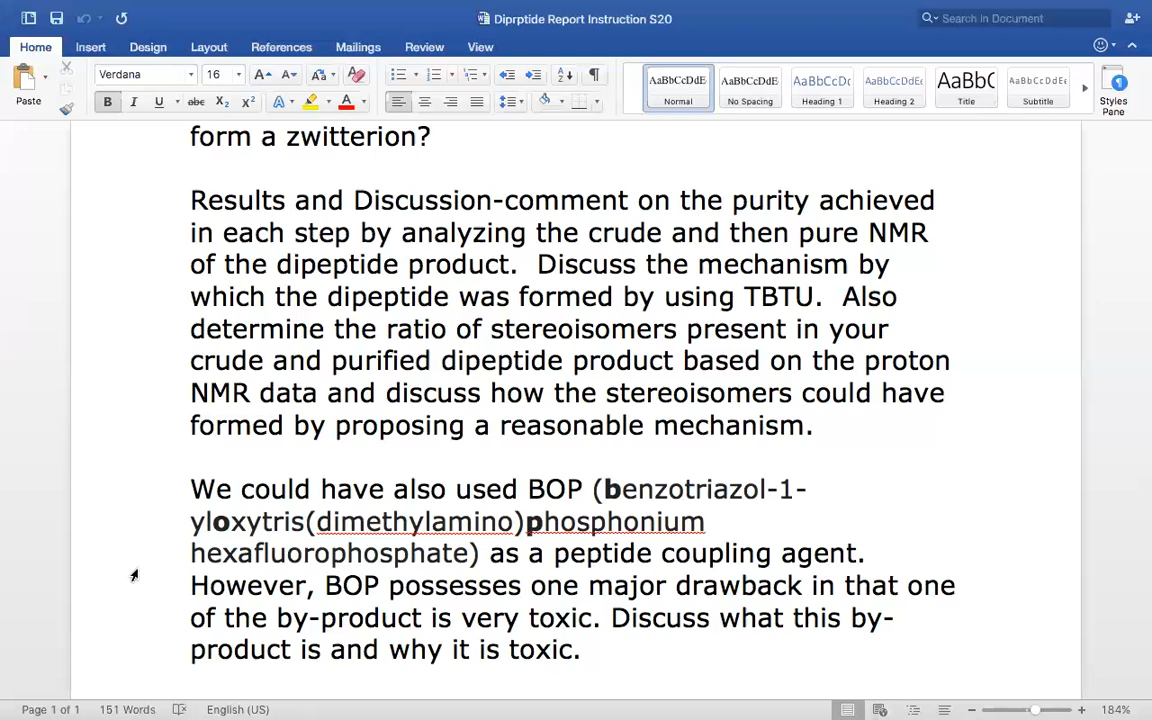 Diprptide Report Instruction S20
Search in Document
Home Insert Design Layout References Mailings Review View
Paste
Verdana 16
B I U abc X₂ X² A A
AaBbCcDdEe AaBbCcDdE AaBbCcDc AaBbCcDdE AaBbC AaBbCcDdEe
Normal No Spacing Heading 1 Heading 2 Title Subtitle
Styles
Pane
form a zwitterion?
Results and Discussion-comment on the purity achieved
in each step by analyzing the crude and then pure NMR
of the dipeptide product.  Discuss the mechanism by
which the dipeptide was formed by using TBTU.  Also
determine the ratio of stereoisomers present in your
crude and purified dipeptide product based on the proton
NMR data and discuss how the stereoisomers could have
formed by proposing a reasonable mechanism.
We could have also used BOP (benzotriazol-1-
yloxytris(dimethylamino)phosphonium
hexafluorophosphate) as a peptide coupling agent.
However, BOP possesses one major drawback in that one
of the by-product is very toxic. Discuss what this by-
product is and why it is toxic.
Page 1 of 1 151 Words English (US) 184%